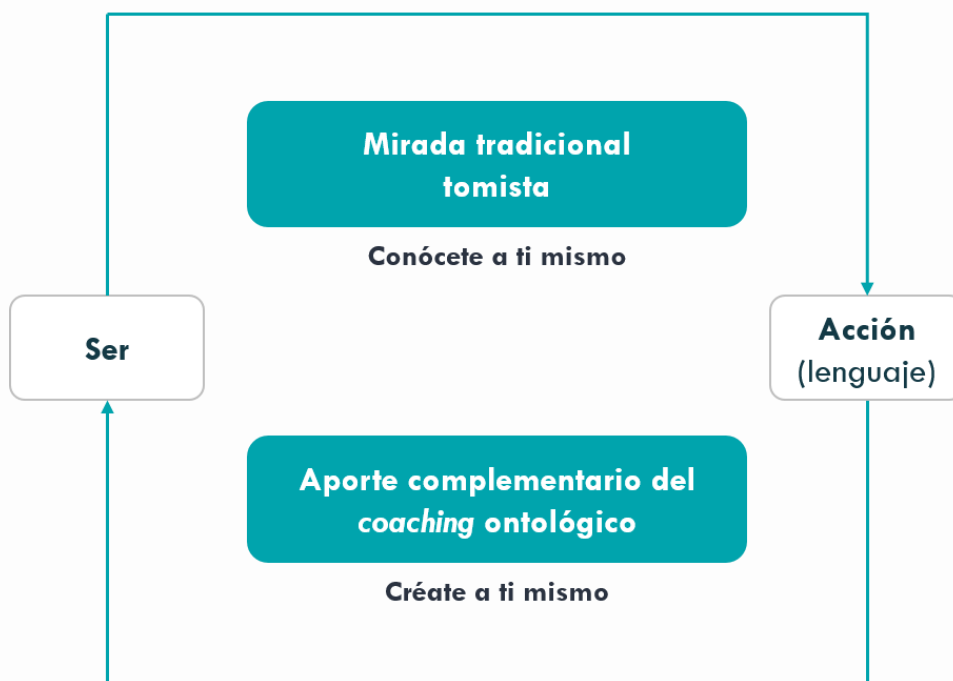 Mirada tradicional
tomista
Conócete a ti mismo
Ser
Acción
(lenguaje)
Aporte complementario del
coaching ontológico
Créate a ti mismo